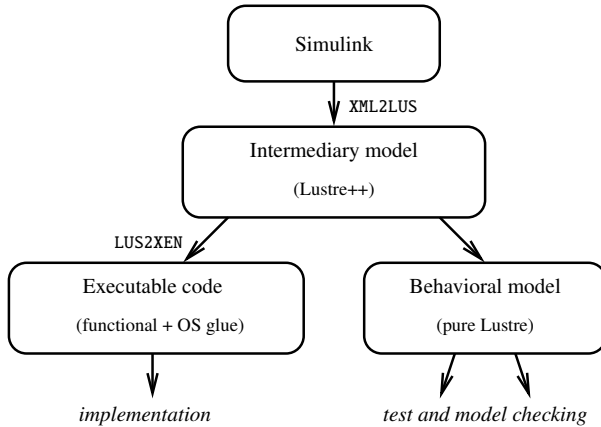 Simulink
XML2LUS
Intermediary model
(Lustre++)
LUS2XEN
Executable code
(functional + OS glue)
Behavioral model
(pure Lustre)
implementation
test and model checking